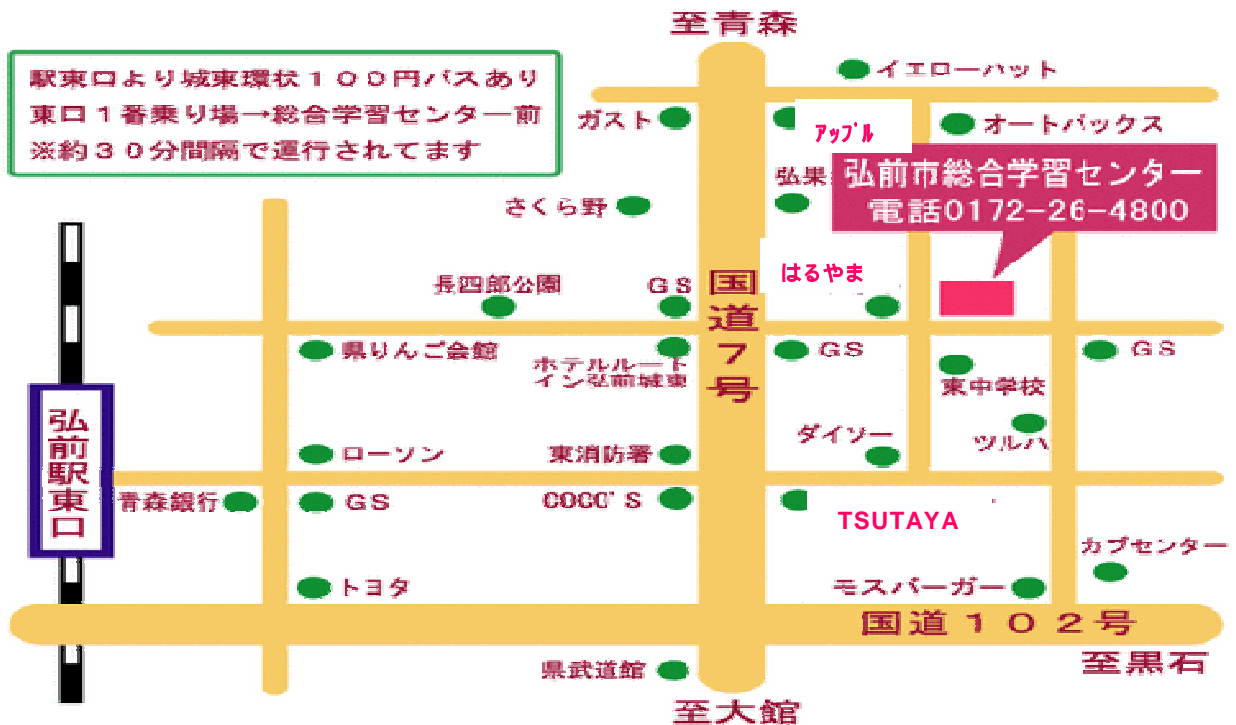 至青森
駅東口より城東環状１００円バスあり
東口１番乗り場→総合学習センター前
※約３０分間隔で運行されてます
イエローハット
ガスト
アップル
オートバックス
弘果
弘前市総合学習センター
電話0172-26-4800
さくら野
はるやま
長四郎公園
ＧＳ
国道７号
県りんご会館
ホテルルート
イン弘前城東
ＧＳ
ＧＳ
東中学校
弘前駅東口
ローソン
東消防署
ダイソー
ツルハ
青森銀行
ＧＳ
COCO'S
TSUTAYA
カブセンター
トヨタ
モスバーガー
国道１０２号
県武道館
至黒石
至大館